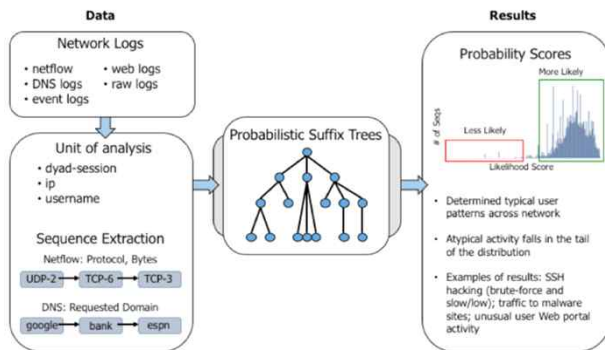 Data
Network Logs
• netflow
• DNS logs
• event logs
• web logs
• raw logs
Unit of analysis
• dyad-session
• ip
• username
Sequence Extraction
Netflow: Protocol, Bytes
UDP-2
TCP-6
TCP-3
DNS: Requested Domain
google
bank
espn
Probabilistic Suffix Trees
Results
Probability Scores
More Likely
Less Likely
# of Seqs
Likelihood Score
• Determined typical user
patterns across network
• Atypical activity falls in the tail
of the distribution
• Examples of results: SSH
hacking (brute-force and
slow/low); traffic to malware
sites; unusual user Web portal
activity